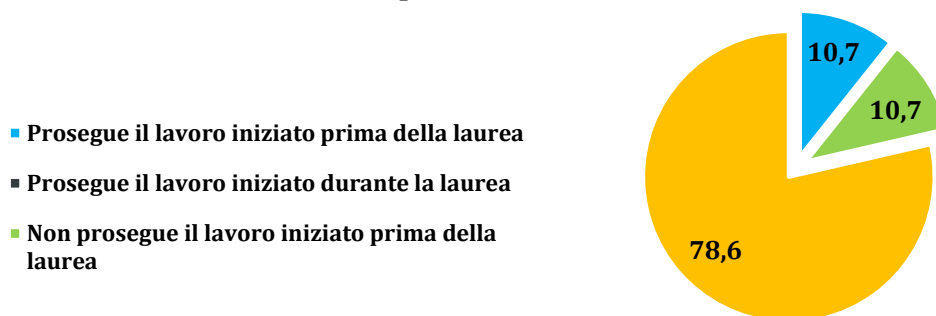 10,7
10,7
Prosegue il lavoro iniziato prima della laurea
Prosegue il lavoro iniziato durante la laurea
Non prosegue il lavoro iniziato prima della
laurea
78,6